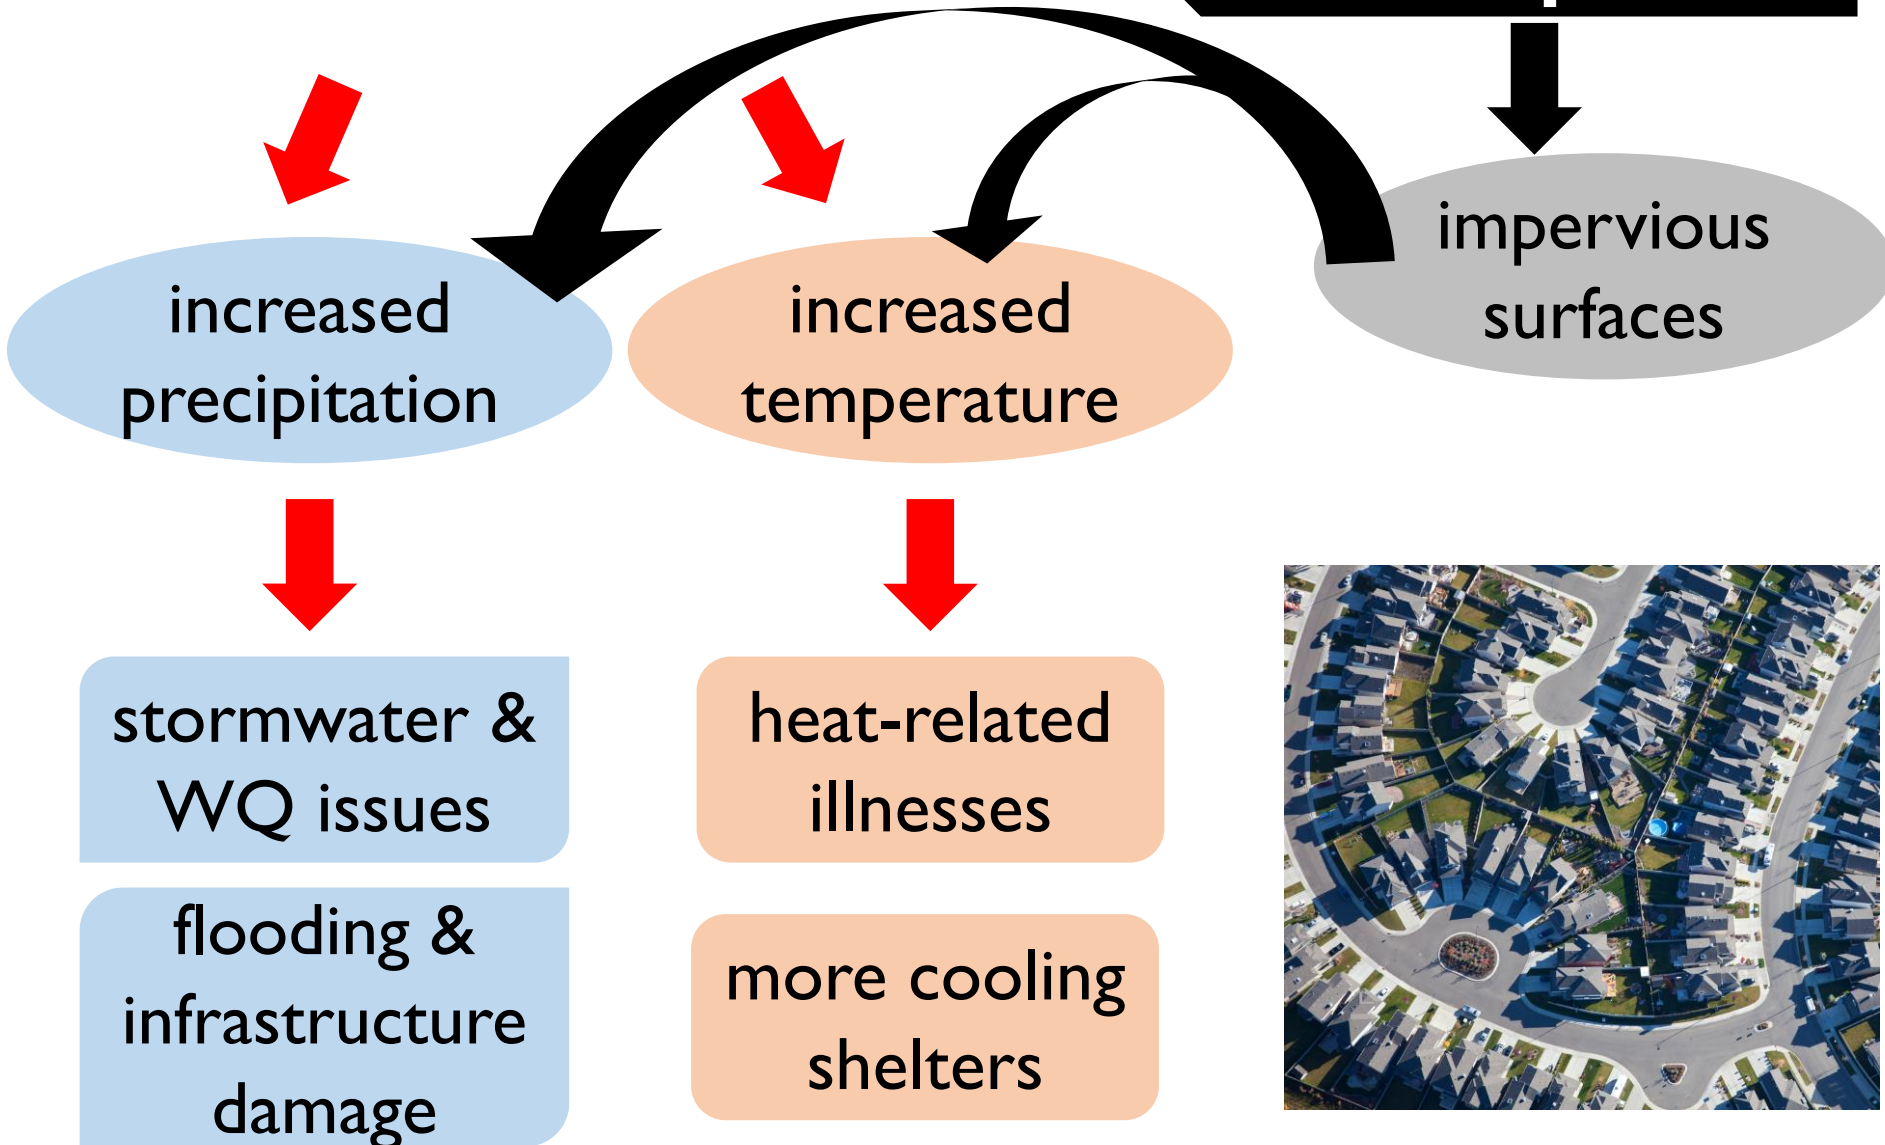 increased
precipitation
increased
temperature
impervious
surfaces
stormwater &
WQ issues
flooding &
infrastructure
damage
heat-related
illnesses
more cooling
shelters